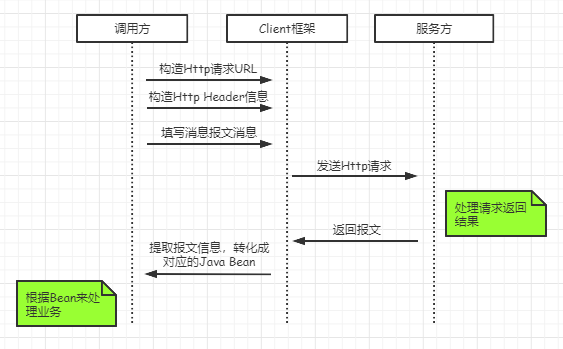 调用方
Client框架
服务方
构造Http请求URL
构造Http Header信息
填写消息报文消息
发送Http请求
处理请求返回
结果
返回报文
提取报文信息，转化成
对应的Java Bean
根据Bean来处
理业务